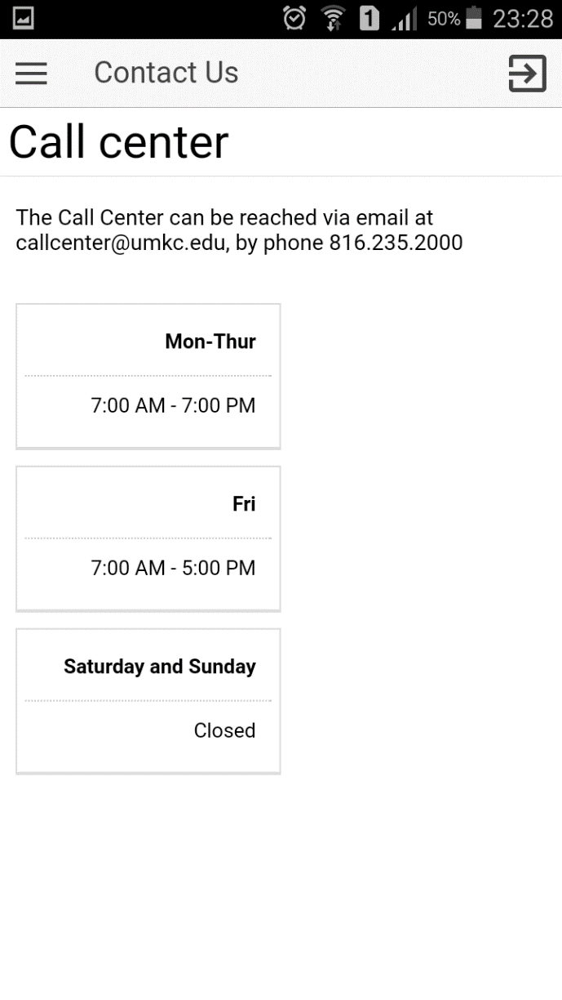 1 50% 23:28
Contact Us
Call center
The Call Center can be reached via email at
callcenter@umkc.edu, by phone 816.235.2000
Mon-Thur
7:00 AM - 7:00 PM
Fri
7:00 AM - 5:00 PM
Saturday and Sunday
Closed